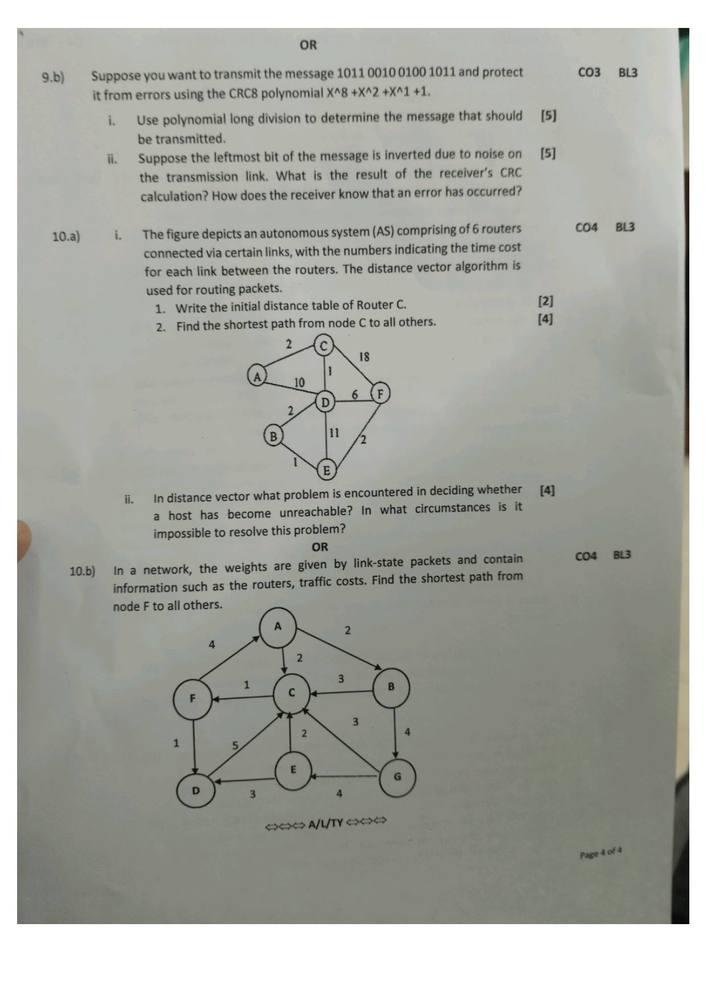 OR
9.b) Suppose you want to transmit the message 1011 0010 0100 1011 and protect CO3 BL3
it from errors using the CRC8 polynomial X^8 +X^2 +X^1 +1.
i. Use polynomial long division to determine the message that should [5]
be transmitted.
ii. Suppose the leftmost bit of the message is inverted due to noise on [5]
the transmission link. What is the result of the receiver's CRC
calculation? How does the receiver know that an error has occurred?
10.a) i. The figure depicts an autonomous system (AS) comprising of 6 routers CO4 BL3
connected via certain links, with the numbers indicating the time cost
for each link between the routers. The distance vector algorithm is
used for routing packets.
1. Write the initial distance table of Router C. [2]
2. Find the shortest path from node C to all others. [4]
2 C
18
A 1
10
D 6 F
2
B 11 2
1
E
ii. In distance vector what problem is encountered in deciding whether [4]
a host has become unreachable? In what circumstances is it
impossible to resolve this problem?
OR
10.b) In a network, the weights are given by link-state packets and contain CO4 BL3
information such as the routers, traffic costs. Find the shortest path from
node F to all others.
A
4 2
2
1 3
F C B
3
1 5 2 4
E G
D
3 4
<><><> A/L/TY <><><>
Page 4 of 4